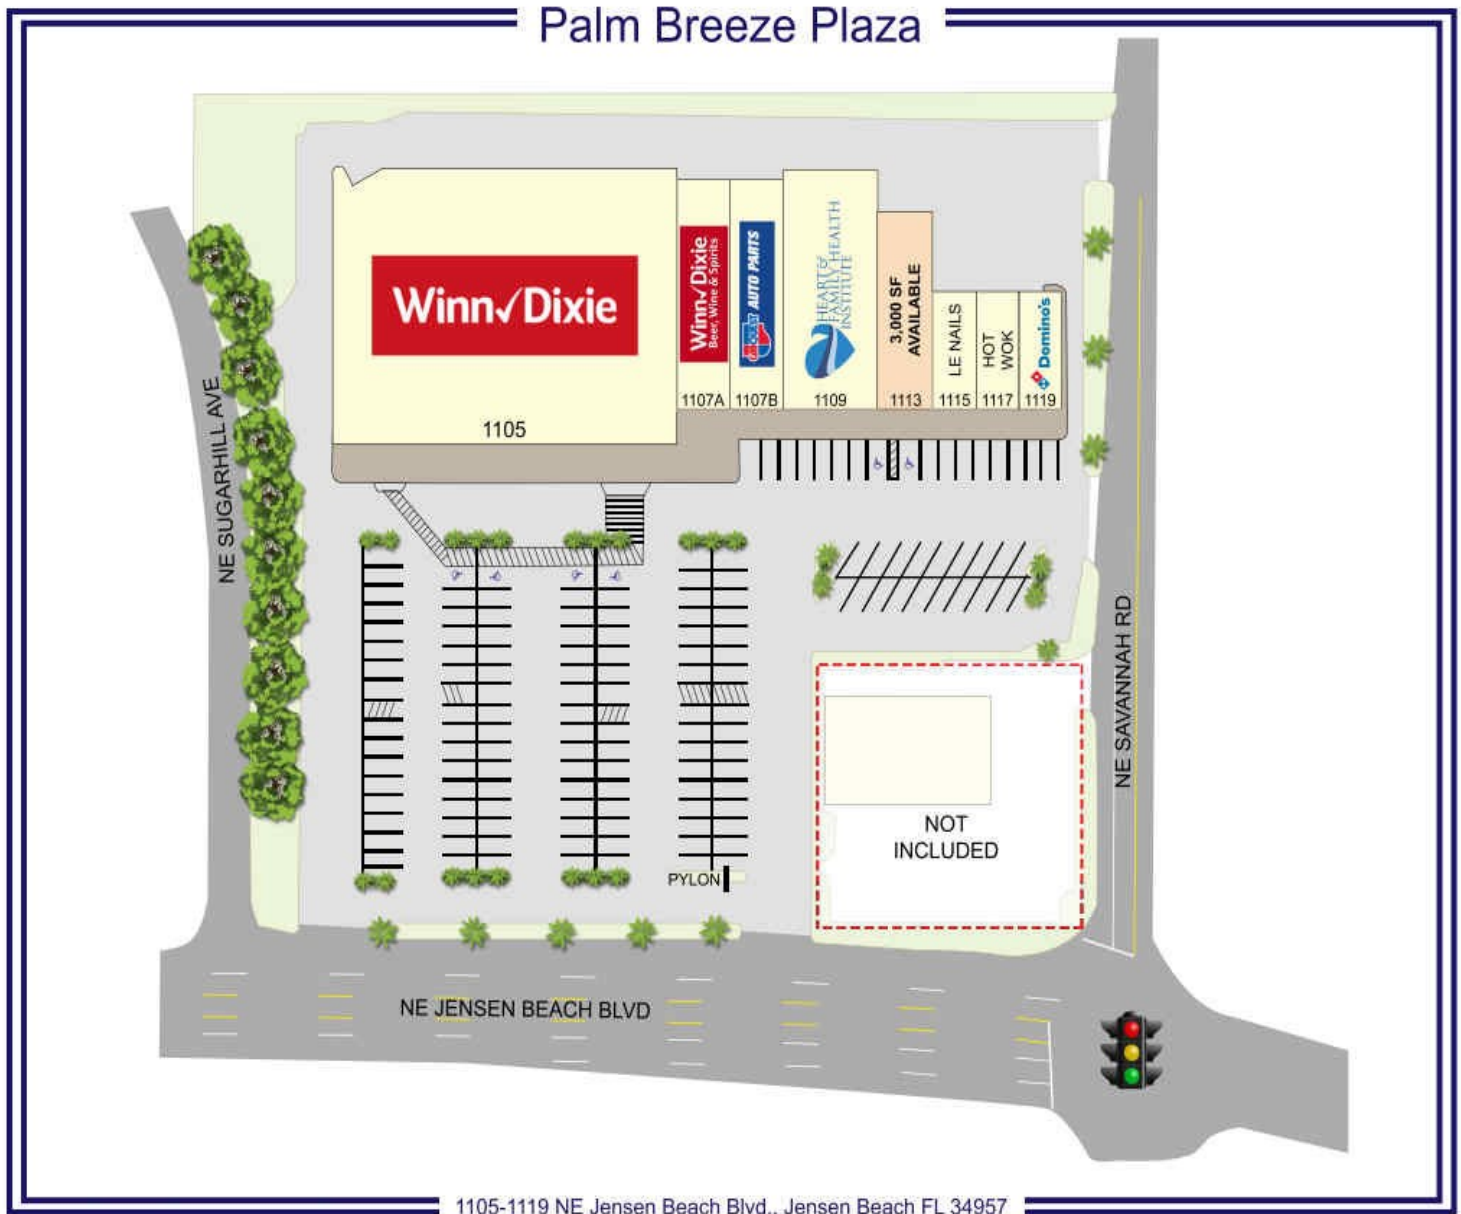 Palm Breeze Plaza
Winn✓Dixie
1105
Winn✓Dixie
Beer, Wine & Spirits
1107A
CARQUEST AUTO PARTS
1107B
HEART &
FAMILY HEALTH
INSTITUTE
1109
3,000 SF
AVAILABLE
1113
LE NAILS
1115
HOT
WOK
1117
Domino's
1119
NE SUGARHILL AVE
NE SAVANNAH RD
NOT
INCLUDED
PYLON
NE JENSEN BEACH BLVD
1105-1119 NE Jensen Beach Blvd., Jensen Beach FL 34957